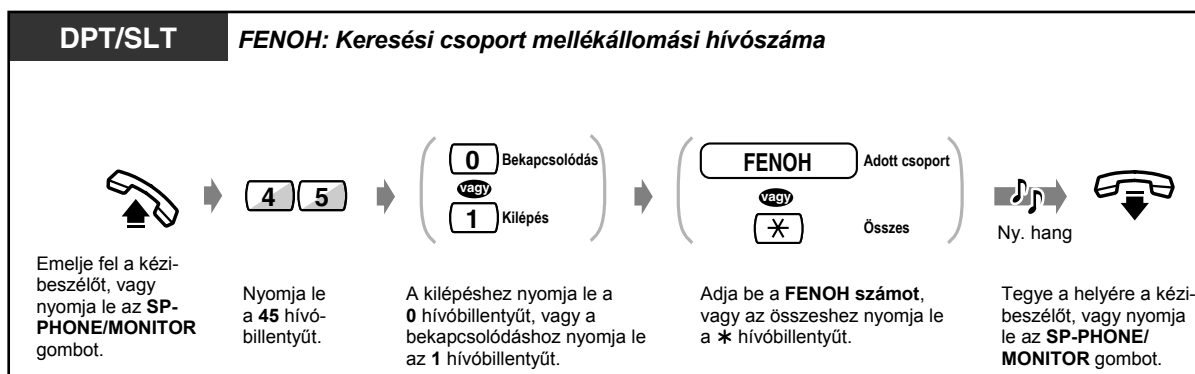 DPT/SLT
FENOH: Keresési csoport mellékállomási hívószáma
4 5
0 Bekapcsolódás
vagy
1 Kilépés
FENOH Adott csoport
vagy
* Összes
Ny. hang
Emelje fel a kézi-
beszélőt, vagy
nyomja le az SP-
PHONE/MONITOR
gombot.
Nyomja le
a 45 hívó-
billentyűt.
A kilépéshez nyomja le a
0 hívóbillentyűt, vagy a
bekapcsolódáshoz nyomja le
az 1 hívóbillentyűt.
Adja be a FENOH számot,
vagy az összeshez nyomja le
a * hívóbillentyűt.
Tegye a helyére a kézi-
beszélőt, vagy nyomja
le az SP-PHONE/
MONITOR gombot.